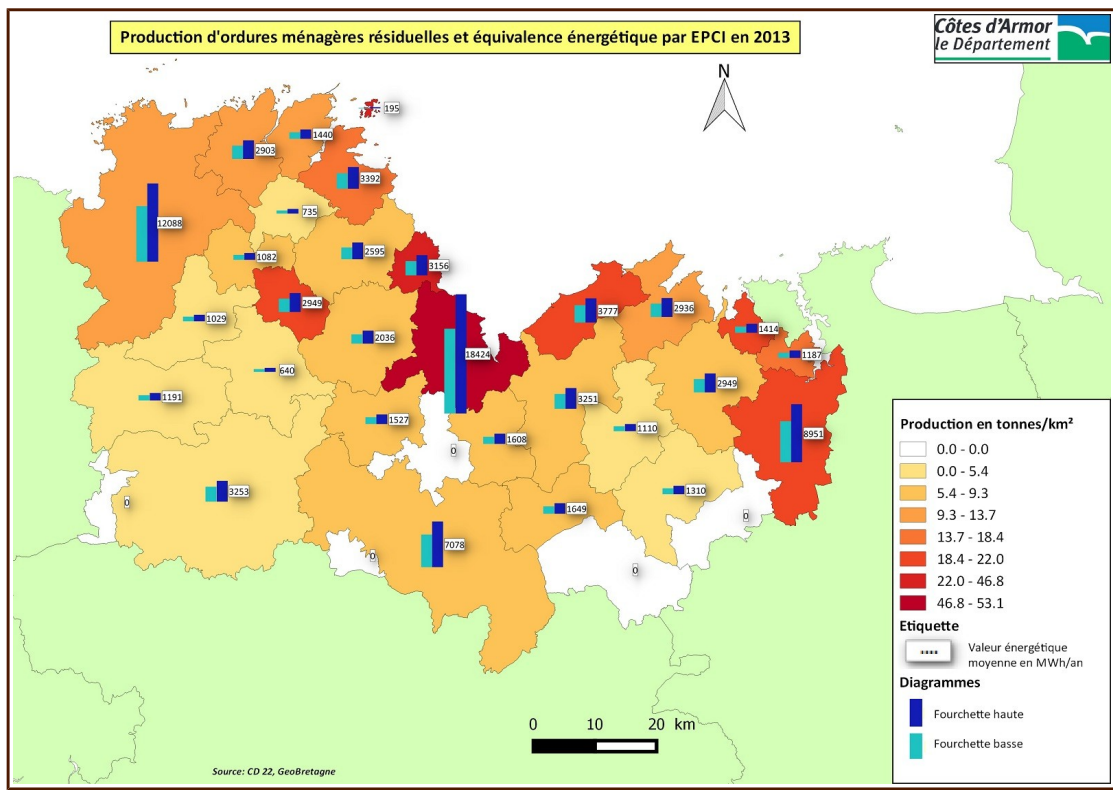 Production d'ordures ménagères résiduelles et équivalence énergétique par EPCI en 2013
Côtes d'Armor
le Département
N
195
1440
2903
3392
12088
735
2595
1082
3156
2949
1029
2036
3777
2936
1414
1187
18424
640
1191
3251
2949
1527
1110
8951
1608
0
3253
0
1310
1649
0
7078
0
0
Production en tonnes/km²
0.0 - 0.0
0.0 - 5.4
5.4 - 9.3
9.3 - 13.7
13.7 - 18.4
18.4 - 22.0
22.0 - 46.8
46.8 - 53.1
Etiquette
Valeur énergétique
moyenne en MWh/an
Diagrammes
Fourchette haute
Fourchette basse
0 10 20 km
Source: CD 22, GeoBretagne